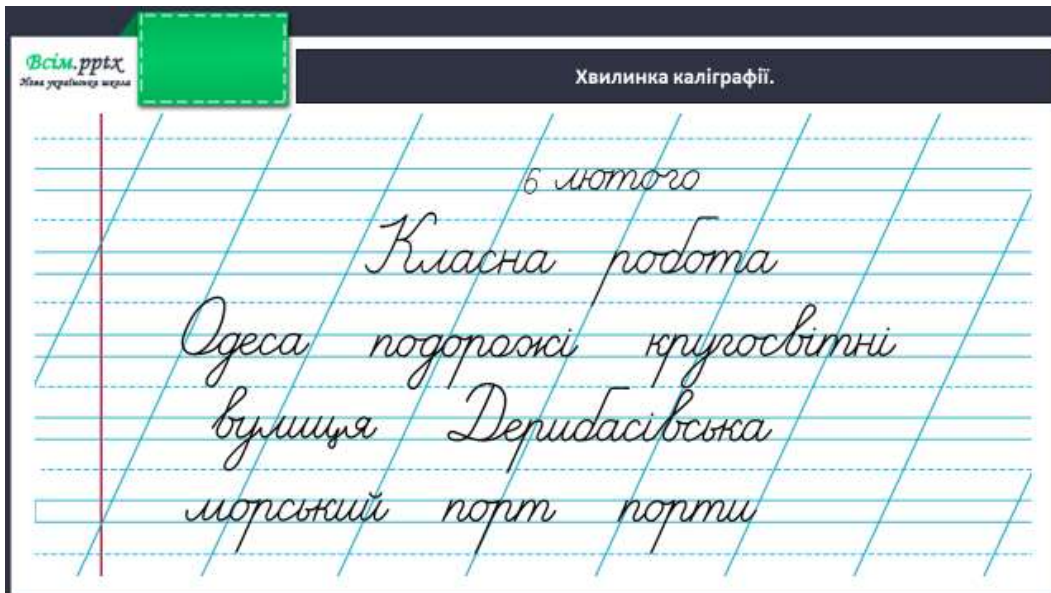 Всім.pptx
Нова українська школа
Хвилинка каліграфії.
6 лютого
Класна робота
Одеса подорожі кругосвітні
вулиця Дерибасівська
морський порт порти